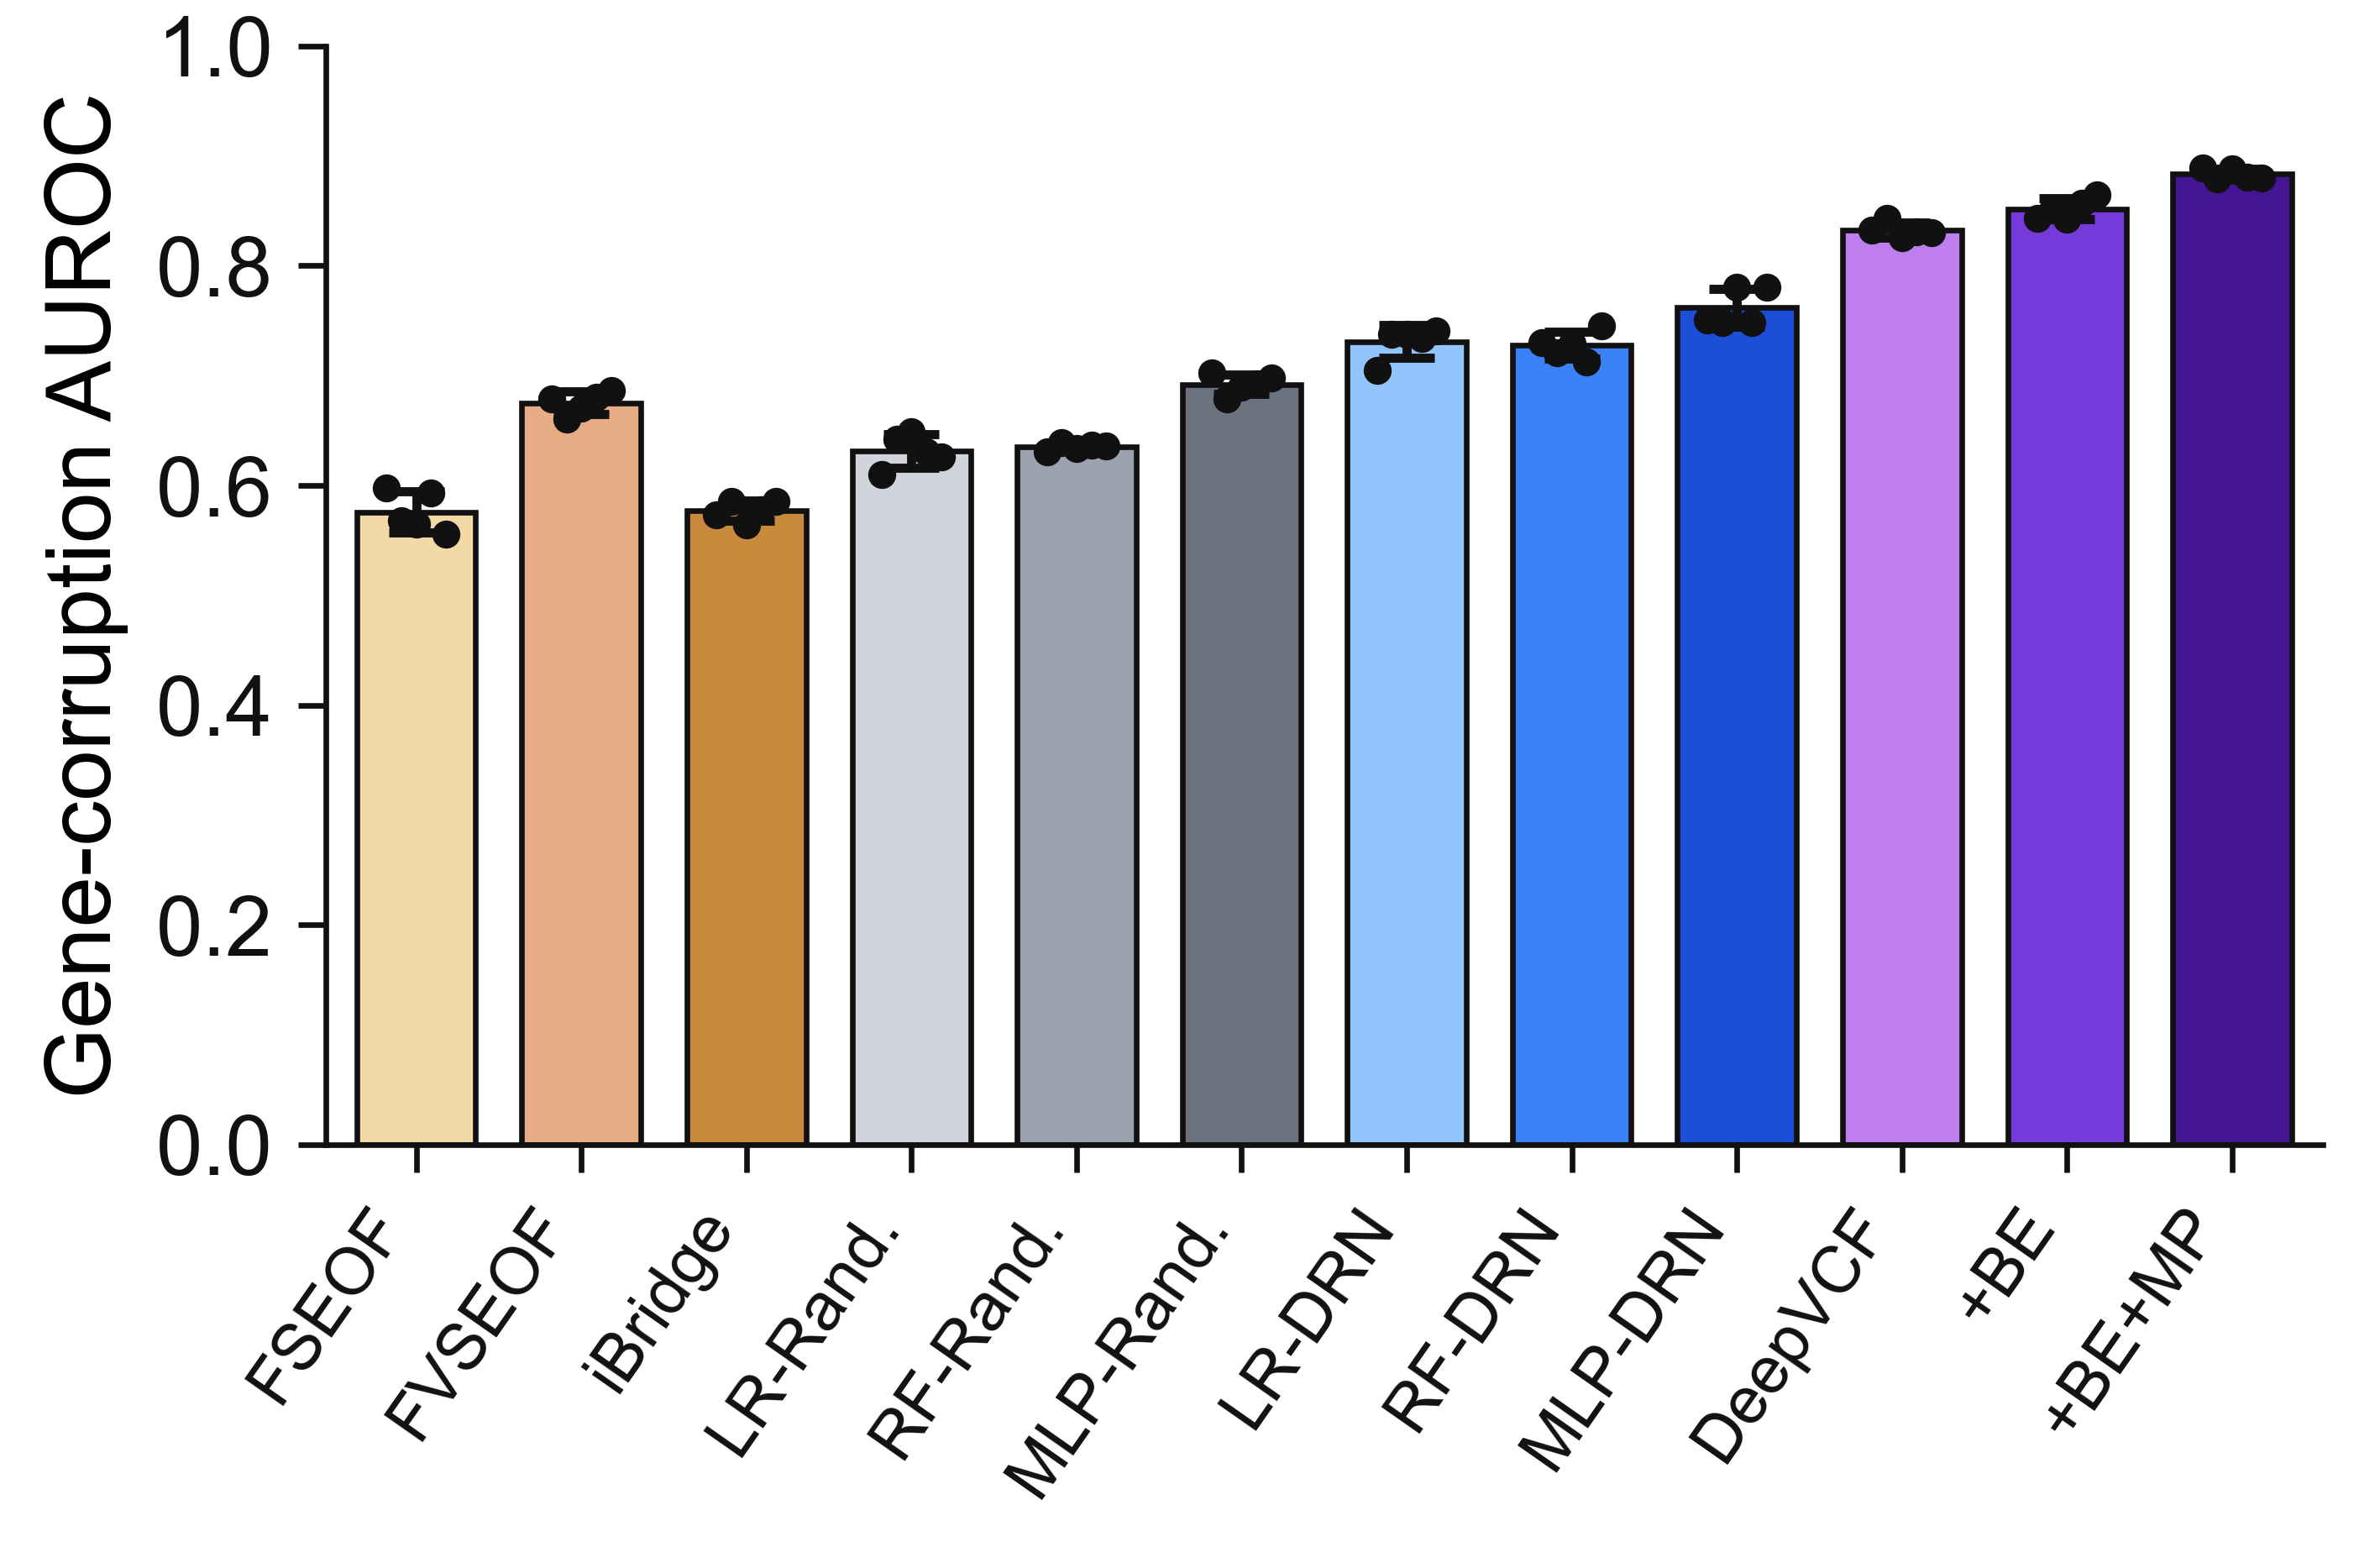 Gene-corruption AUROC
1.0
0.8
0.6
0.4
0.2
0.0
FSEOF
FVSEOF
iBridge
LR-Rand.
RF-Rand.
MLP-Rand.
LR-DRN
RF-DRN
MLP-DRN
DeepVCF
+BE
+BE+MP